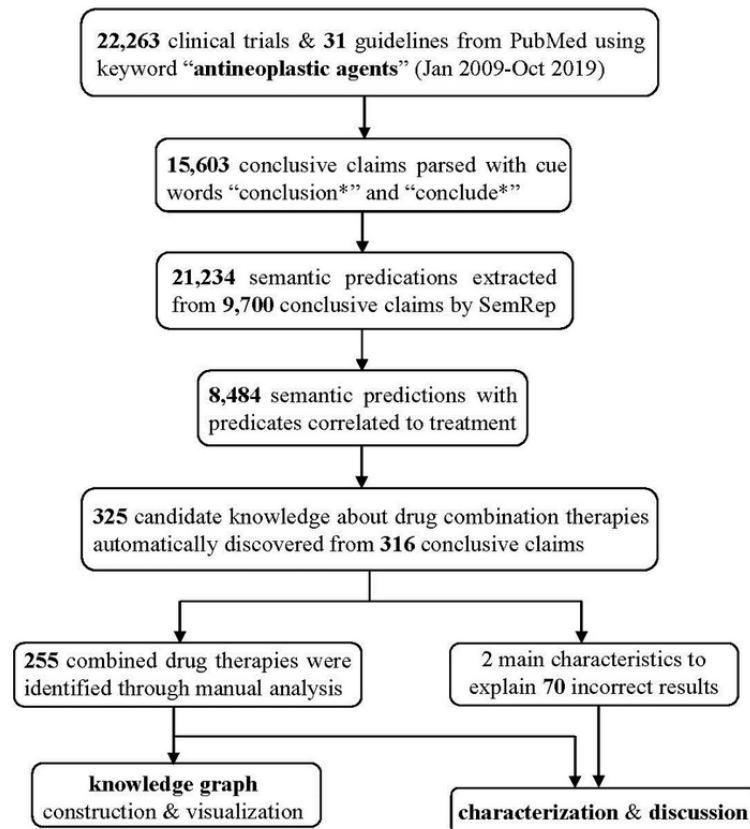 22,263 clinical trials & 31 guidelines from PubMed using
keyword “antineoplastic agents” (Jan 2009-Oct 2019)
15,603 conclusive claims parsed with cue
words “conclusion*” and “conclude*”
21,234 semantic predications extracted
from 9,700 conclusive claims by SemRep
8,484 semantic predictions with
predicates correlated to treatment
325 candidate knowledge about drug combination therapies
automatically discovered from 316 conclusive claims
255 combined drug therapies were
identified through manual analysis
2 main characteristics to
explain 70 incorrect results
knowledge graph
construction & visualization
characterization & discussion